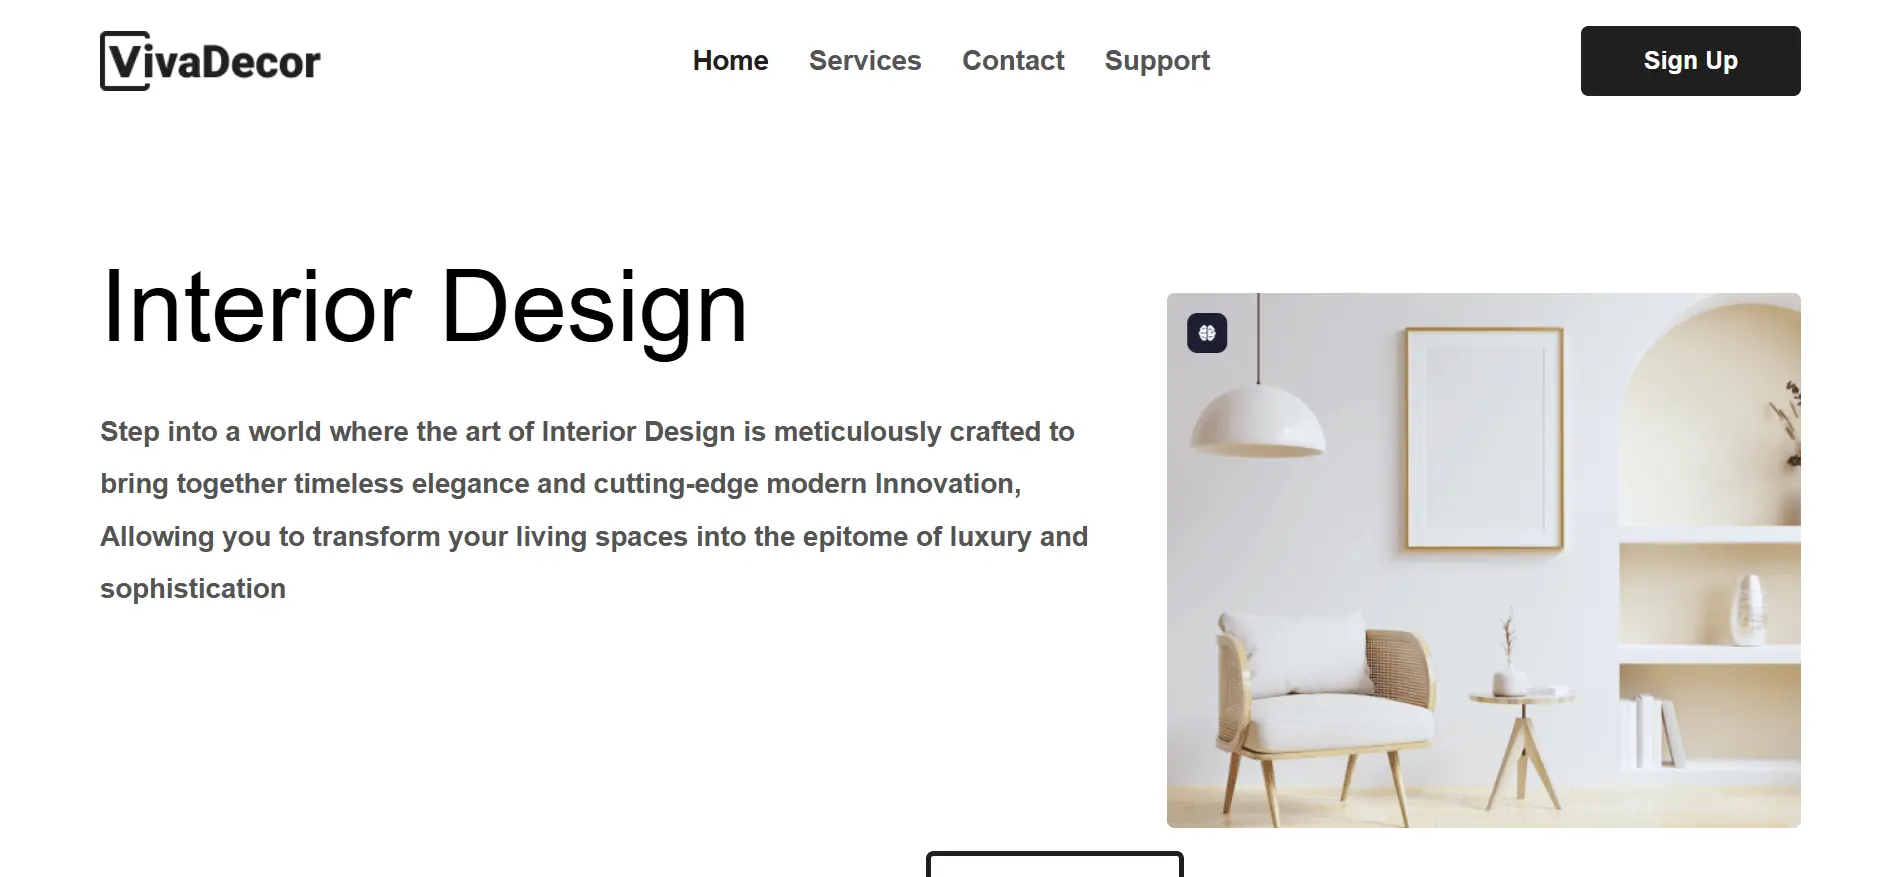 VivaDecor
Home
Services
Contact
Support
Sign Up
Interior Design
Step into a world where the art of Interior Design is meticulously crafted to
bring together timeless elegance and cutting-edge modern Innovation,
Allowing you to transform your living spaces into the epitome of luxury and
sophistication